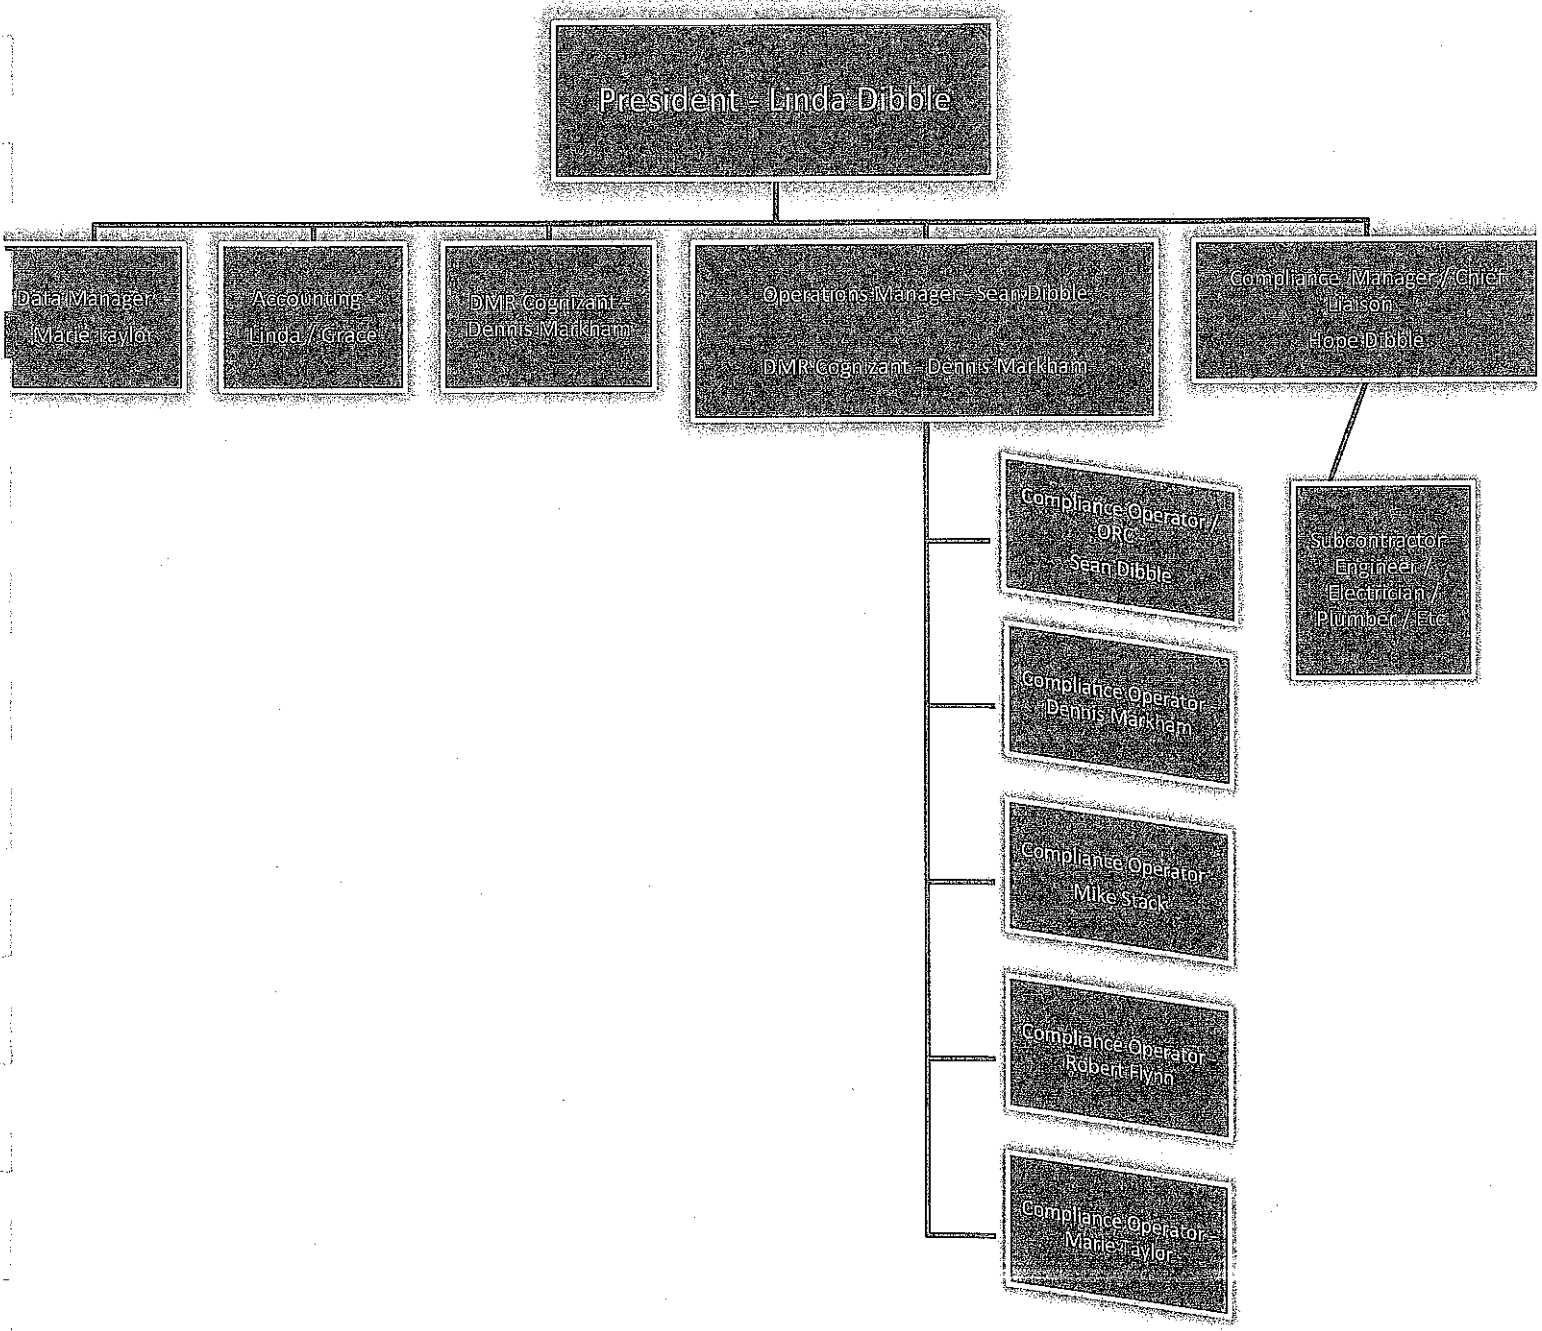 President - Linda Dibble
Data Manager -
Marie Taylor
Accounting -
Linda / Grace
DMR Cognizant -
Dennis Markham
Operations Manager - Sean Dibble
DMR Cognizant - Dennis Markham
Compliance Manager / Chief
Liaison
Hope Dibble
Compliance Operator /
ORC -
Sean Dibble
Compliance Operator -
Dennis Markham
Compliance Operator -
Mike Stack
Compliance Operator -
Robert Flynn
Compliance Operator -
Marie Taylor
Subcontractor -
Engineer /
Electrician /
Plumber / Etc